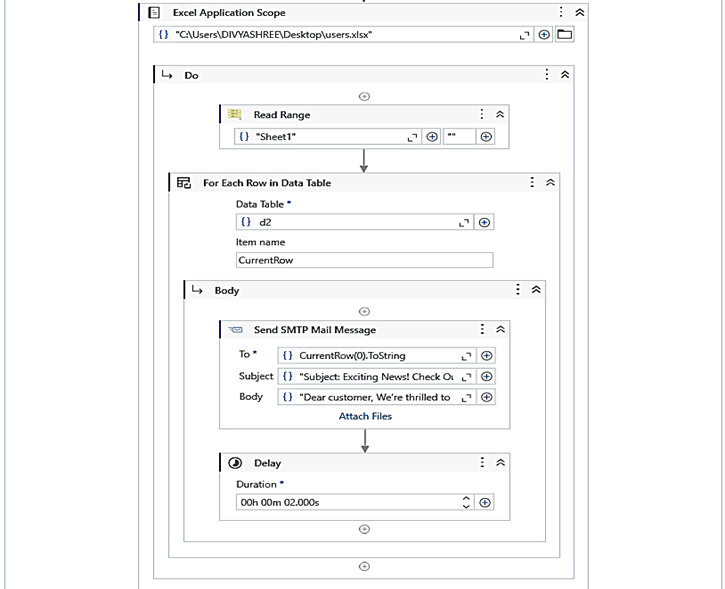 Excel Application Scope
{} "C:\Users\DIVYASHREE\Desktop\users.xlsx"
Do
Read Range
{} "Sheet1" ""
For Each Row in Data Table
Data Table *
{} d2
Item name
CurrentRow
Body
Send SMTP Mail Message
To * {} CurrentRow(0).ToString
Subject {} "Subject: Exciting News! Check Ou
Body {} "Dear customer, We're thrilled to
Attach Files
Delay
Duration *
00h 00m 02.000s